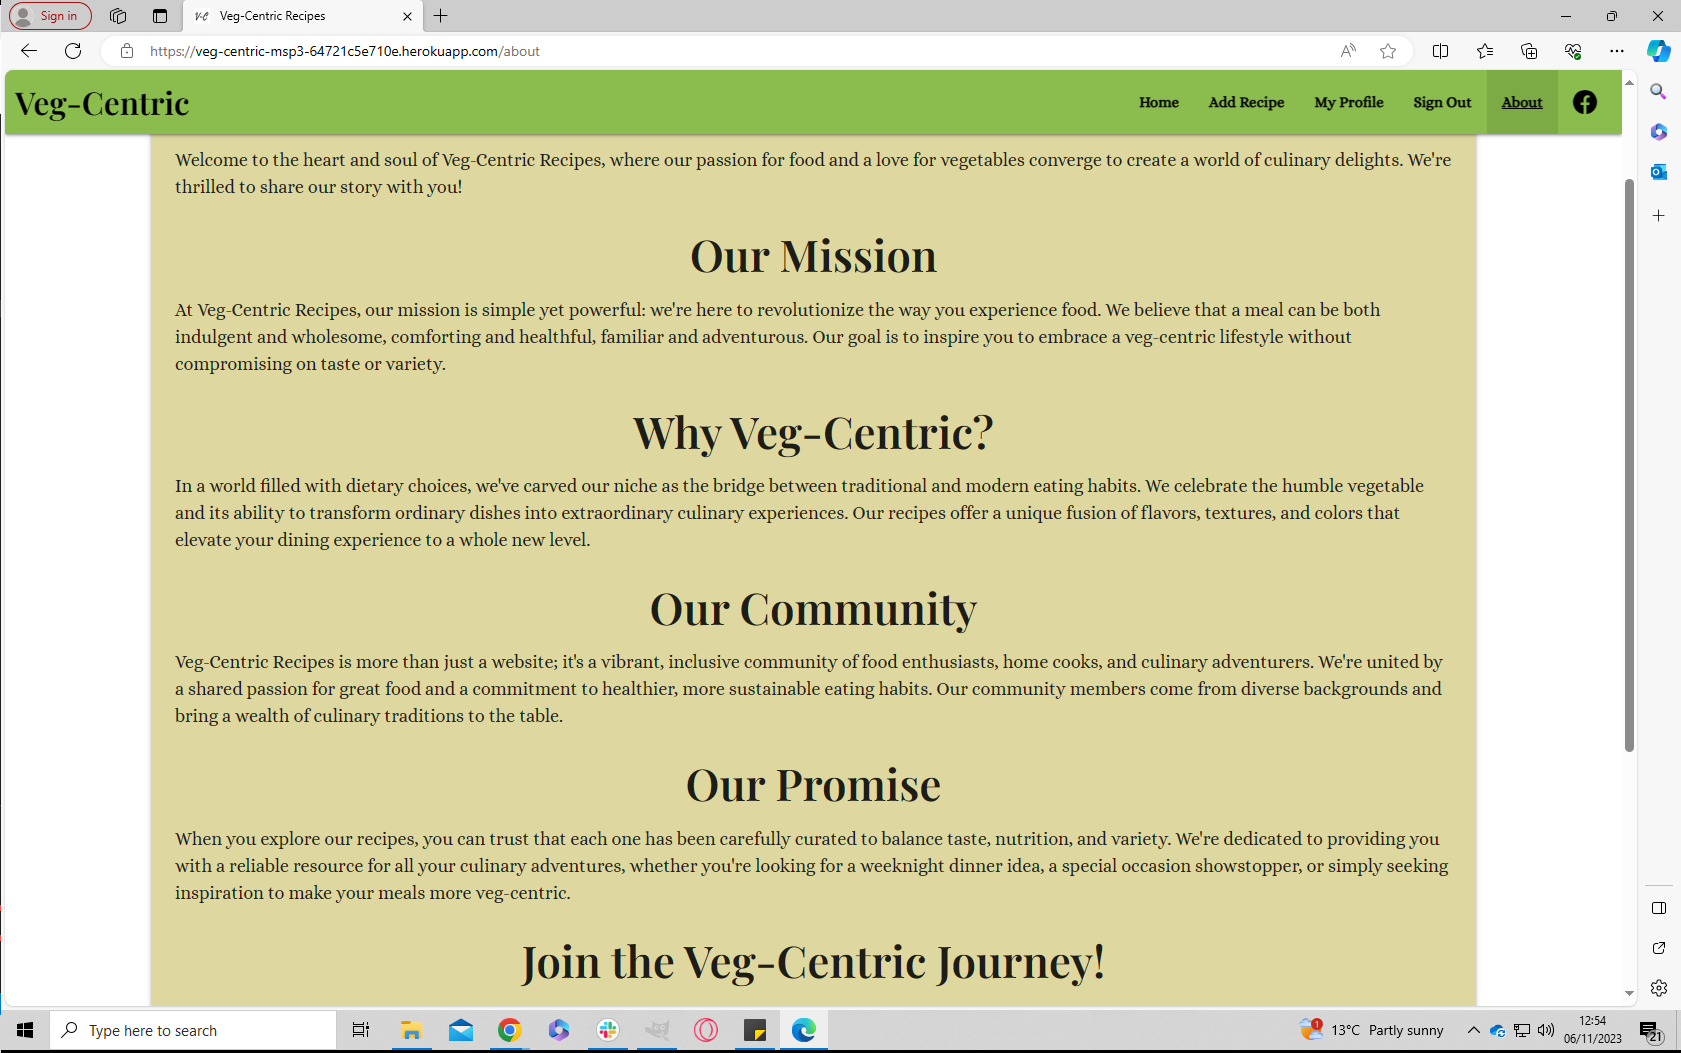 Sign in
V-C
Veg-Centric Recipes
https://veg-centric-msp3-64721c5e710e.herokuapp.com/about
Veg-Centric
Home
Add Recipe
My Profile
Sign Out
About
Welcome to the heart and soul of Veg-Centric Recipes, where our passion for food and a love for vegetables converge to create a world of culinary delights. We're
thrilled to share our story with you!
Our Mission
At Veg-Centric Recipes, our mission is simple yet powerful: we're here to revolutionize the way you experience food. We believe that a meal can be both
indulgent and wholesome, comforting and healthful, familiar and adventurous. Our goal is to inspire you to embrace a veg-centric lifestyle without
compromising on taste or variety.
Why Veg-Centric?
In a world filled with dietary choices, we've carved our niche as the bridge between traditional and modern eating habits. We celebrate the humble vegetable
and its ability to transform ordinary dishes into extraordinary culinary experiences. Our recipes offer a unique fusion of flavors, textures, and colors that
elevate your dining experience to a whole new level.
Our Community
Veg-Centric Recipes is more than just a website; it's a vibrant, inclusive community of food enthusiasts, home cooks, and culinary adventurers. We're united by
a shared passion for great food and a commitment to healthier, more sustainable eating habits. Our community members come from diverse backgrounds and
bring a wealth of culinary traditions to the table.
Our Promise
When you explore our recipes, you can trust that each one has been carefully curated to balance taste, nutrition, and variety. We're dedicated to providing you
with a reliable resource for all your culinary adventures, whether you're looking for a weeknight dinner idea, a special occasion showstopper, or simply seeking
inspiration to make your meals more veg-centric.
Join the Veg-Centric Journey!
Type here to search
1
13°C Partly sunny
12:54
06/11/2023
21